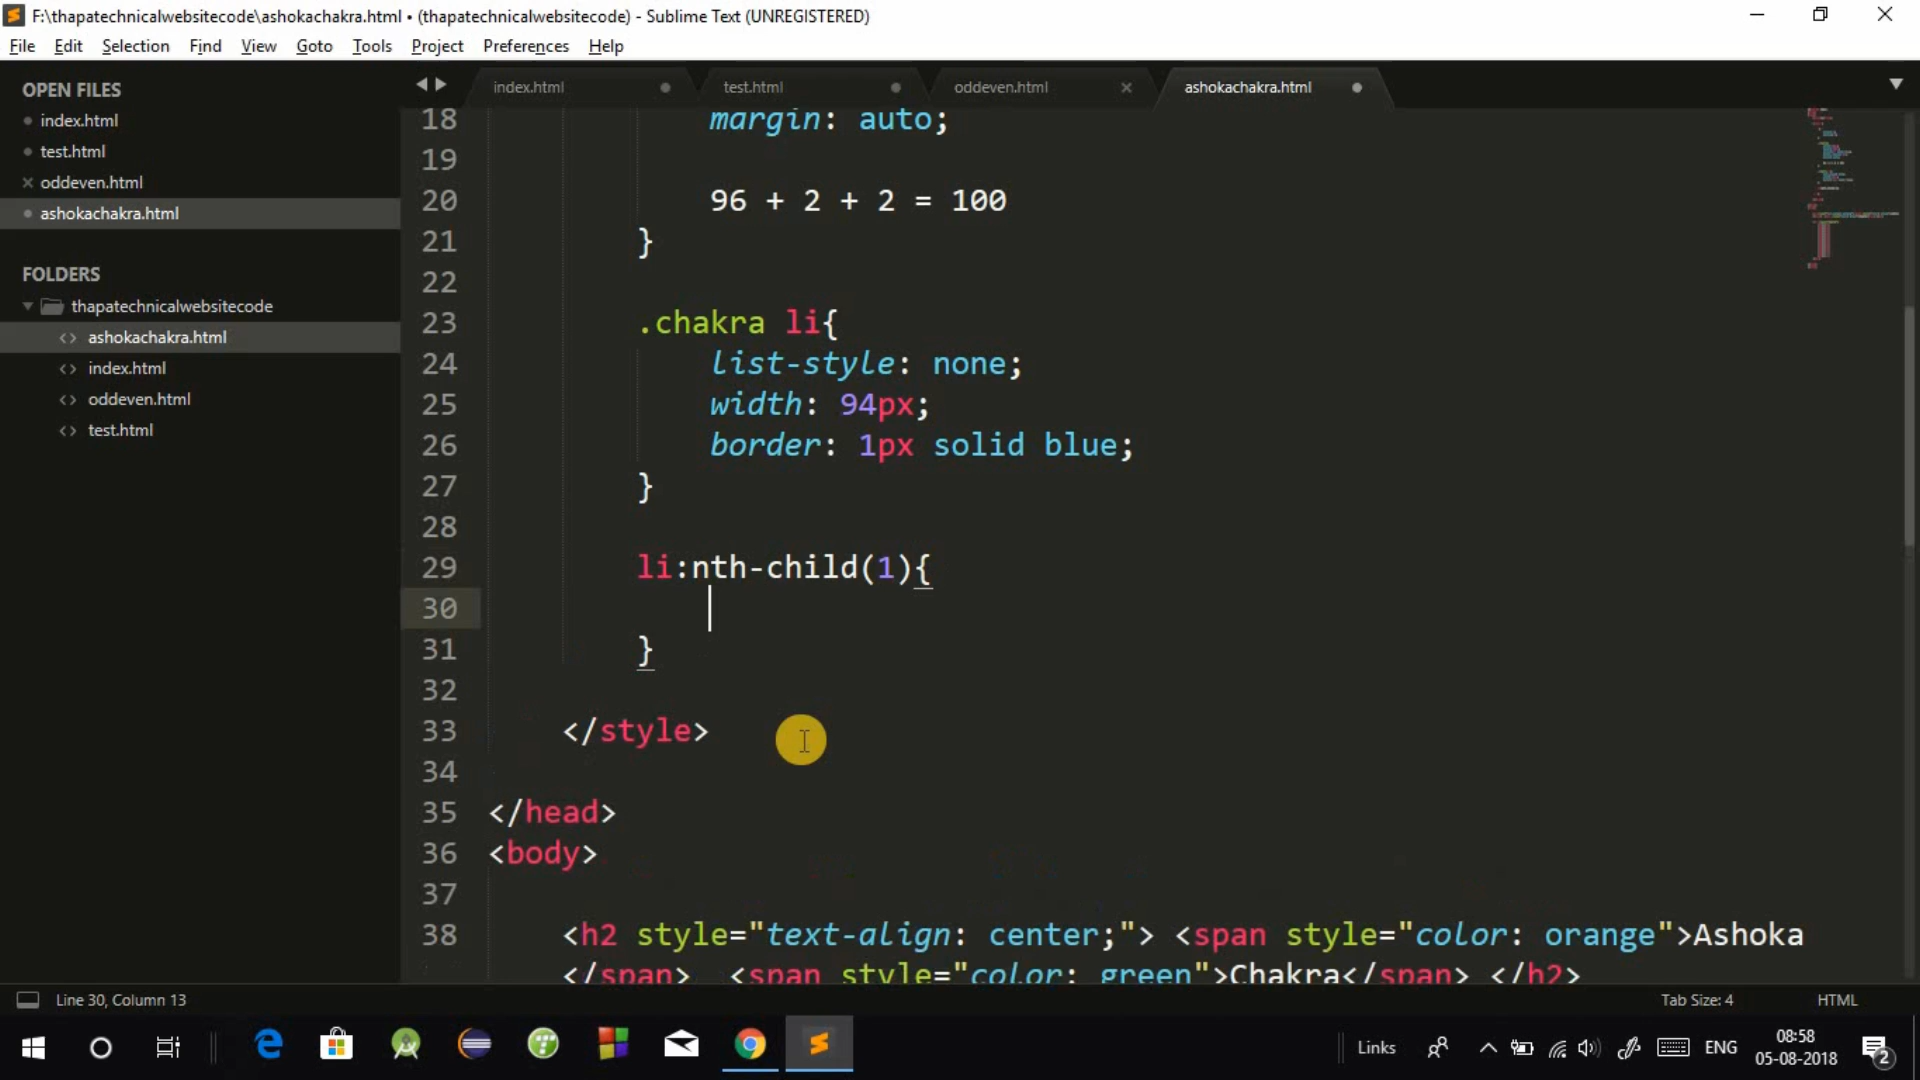 F:\thapatechnicalwebsitecode\ashokachakra.html • (thapatechnicalwebsitecode) - Sublime Text (UNREGISTERED)
File Edit Selection Find View Goto Tools Project Preferences Help
OPEN FILES
index.html
test.html
oddeven.html
ashokachakra.html
FOLDERS
thapatechnicalwebsitecode
ashokachakra.html
index.html
oddeven.html
test.html
index.html test.html oddeven.html ashokachakra.html
18 margin: auto;
19
20 96 + 2 + 2 = 100
21 }
22
23 .chakra li{
24 list-style: none;
25 width: 94px;
26 border: 1px solid blue;
27 }
28
29 li:nth-child(1){
30
31 }
32
33 </style>
34
35 </head>
36 <body>
37
38 <h2 style="text-align: center;"> <span style="color: orange">Ashoka
</span> <span style="color: green">Chakra</span> </h2>
Line 30, Column 13
Tab Size: 4
HTML
Links
ENG
08:58
05-08-2018
2